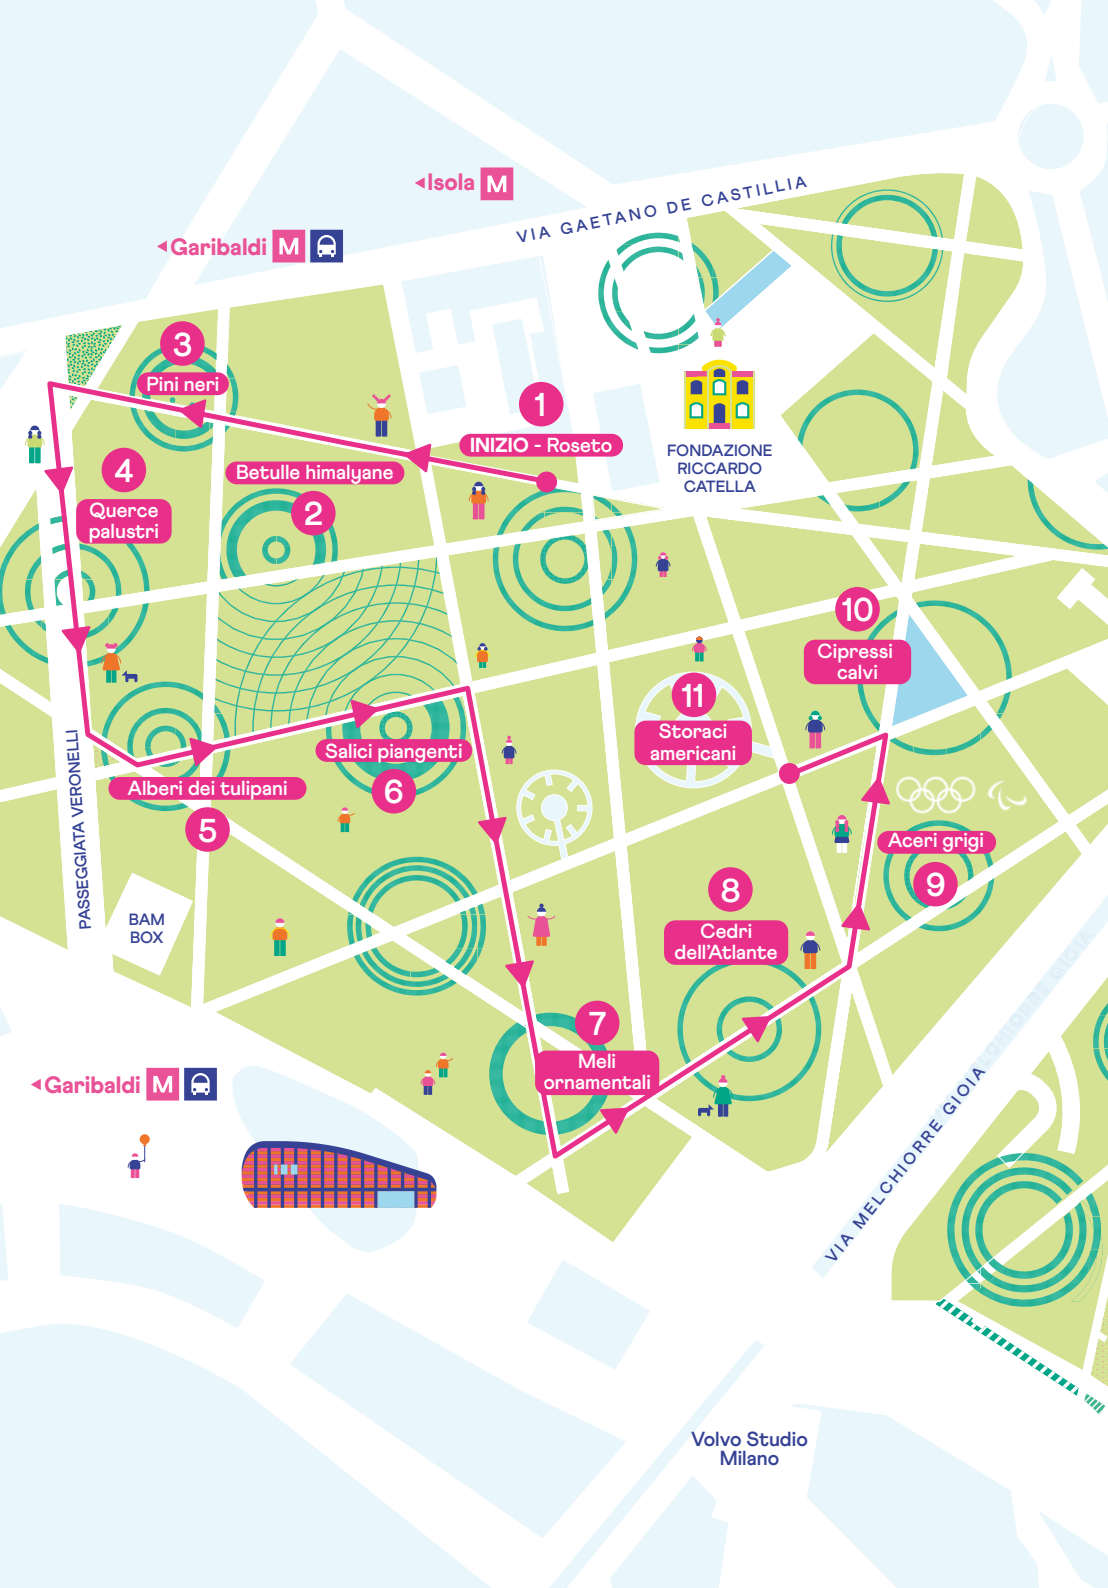 Isola M
VIA GAETANO DE CASTILLIA
Garibaldi M
3
Pini neri
1
INIZIO - Roseto
FONDAZIONE
RICCARDO
CATELLA
4
Querce
palustri
Betulle himalyane
2
10
Cipressi
calvi
11
Storaci
americani
Salici piangenti
6
Alberi dei tulipani
5
PASSEGGIATA VERONELLI
Aceri grigi
9
8
Cedri
dell'Atlante
BAM
BOX
7
Meli
ornamentali
Garibaldi M
VIA MELCHIORRE GIOIA
Volvo Studio
Milano